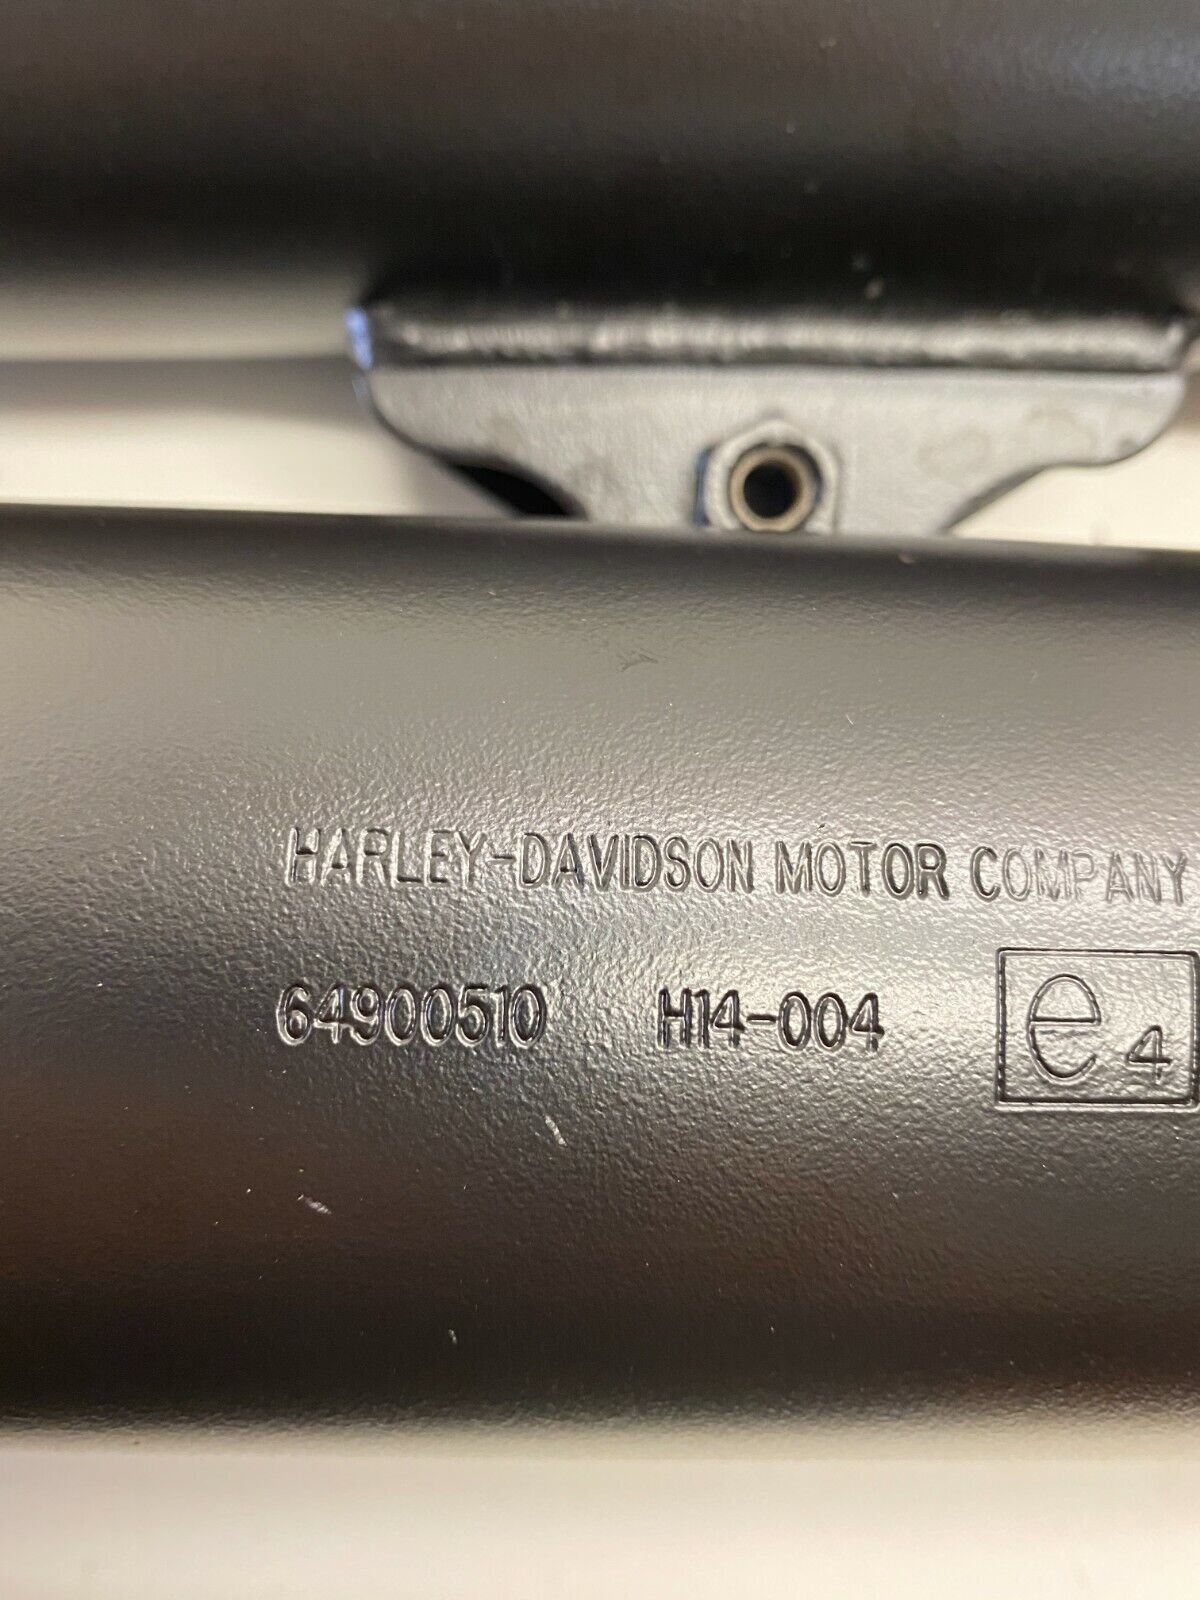 HARLEY-DAVIDSON MOTOR COMPANY
64900510 H14-004 e4